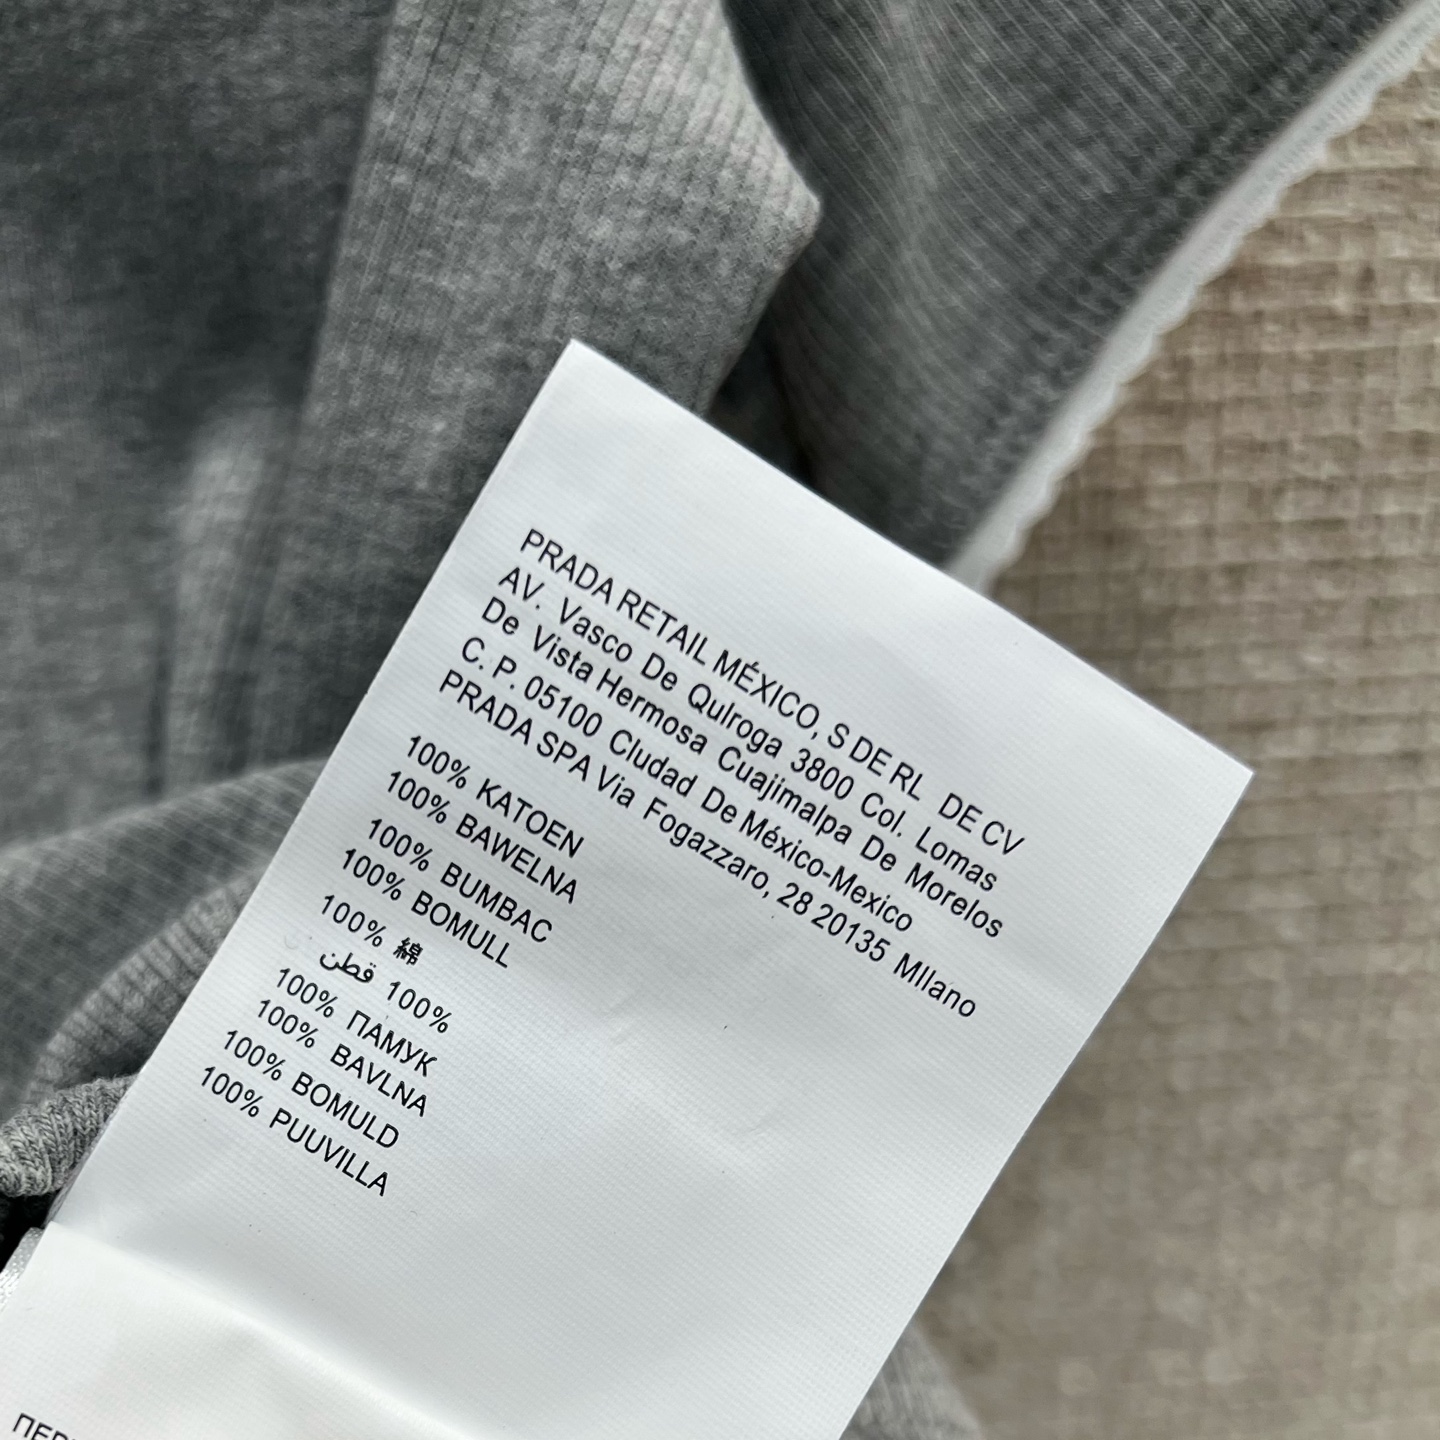 PRADA RETAIL MÉXICO, S DE RL DE CV
AV. Vasco De Qulroga 3800 Col. Lomas
De Vista Hermosa Cuajimalpa De Morelos
C. P. 05100 Cludad De México-Mexico
PRADA SPA Via Fogazzaro, 28 20135 MIlano
100% KATOEN
100% BAWELNA
100% BUMBAC
100% BOMULL
100% 綿
100% قطن
100% ПАМУК
100% BAVLNA
100% BOMULD
100% PUUVILLA